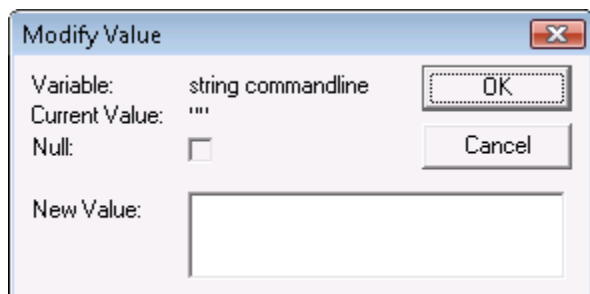 Modify Value
Variable: string commandline OK
Current Value: ""
Null: Cancel
New Value: